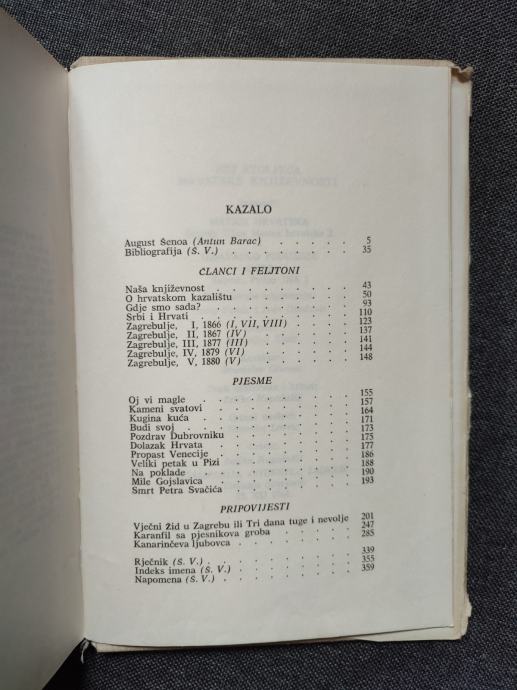 KAZALO
August Šenoa (Antun Barac) . . . . . 5
Bibliografija (Š. V.) . . . . . . 35
ČLANCI I FELJTONI
Naša književnost . . . . . . . 43
O hrvatskom kazalištu . . . . . . 50
Gdje smo sada? . . . . . . . 93
Srbi i Hrvati . . . . . . . . 110
Zagrebulje, I, 1866 (I, VII, VIII) . . . . 123
Zagrebulje, II, 1867 (IV) . . . . . . 137
Zagrebulje, III, 1877 (III) . . . . . . 141
Zagrebulje, IV, 1879 (VI) . . . . . . 144
Zagrebulje, V, 1880 (V) . . . . . . 148
PJESME
Oj vi magle . . . . . . . . 155
Kameni svatovi . . . . . . . 157
Kugina kuća . . . . . . . . 164
Budi svoj . . . . . . . . 171
Pozdrav Dubrovniku . . . . . . 173
Dolazak Hrvata . . . . . . . 175
Propast Venecije . . . . . . . 177
Veliki petak u Pizi . . . . . . . 186
Na poklade . . . . . . . . 188
Mile Gojslavica . . . . . . . 190
Smrt Petra Svačića . . . . . . . 193
PRIPOVIJESTI
Vječni Žid u Zagrebu ili Tri dana tuge i nevolje 201
Karanfil sa pjesnikova groba . . . . . 247
Kanarinčeva ljubovca . . . . . . 285
Rječnik (Š. V.) . . . . . . . 339
Indeks imena (Š. V.) . . . . . . 355
Napomena (Š. V.) . . . . . . . 359